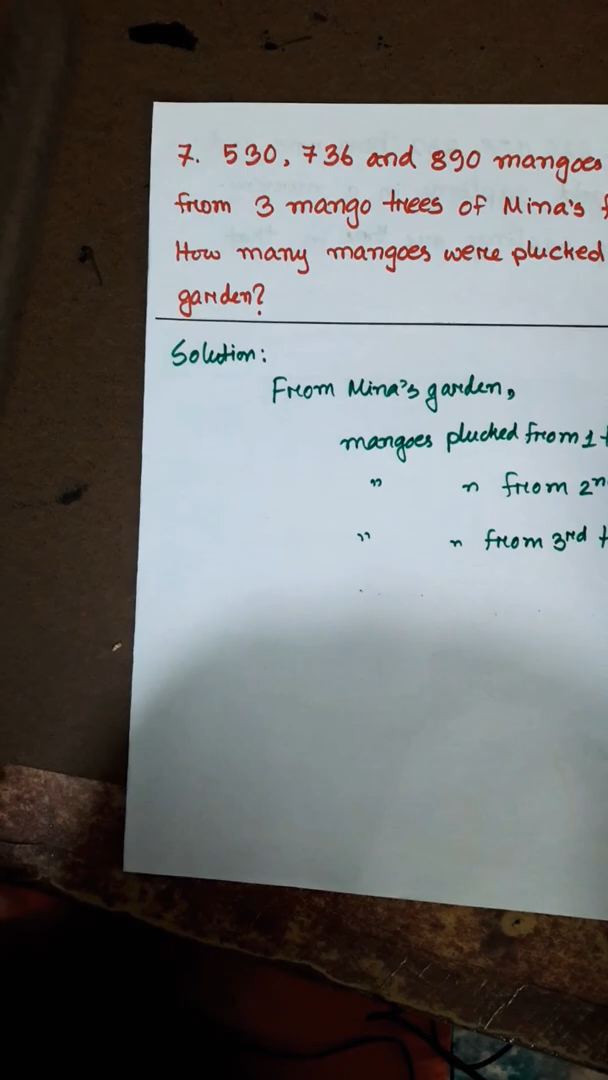 7. 530, 736 and 890 mangoes
from 3 mango trees of Mina's
How many mangoes were plucked
garden?
Solution:
From Mina's garden,
mangoes plucked from 1
" " from 2n
" " from 3rd t